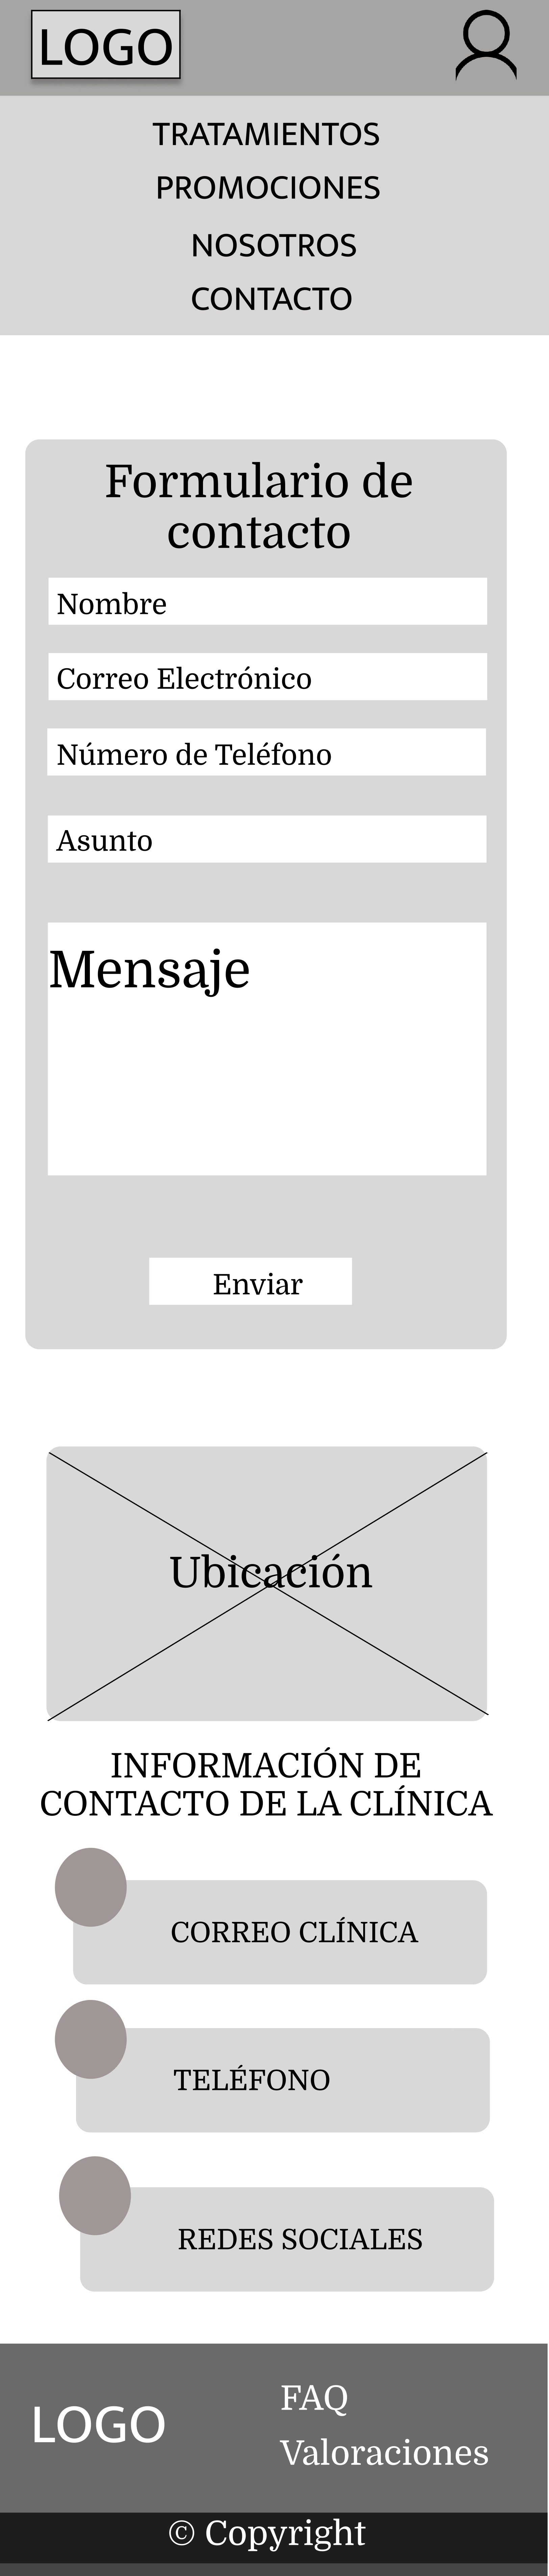 LOGO
TRATAMIENTOS
PROMOCIONES
NOSOTROS
CONTACTO
Formulario de
contacto
Nombre
Correo Electrónico
Número de Teléfono
Asunto
Mensaje
Enviar
Ubicación
INFORMACIÓN DE
CONTACTO DE LA CLÍNICA
CORREO CLÍNICA
TELÉFONO
REDES SOCIALES
LOGO
FAQ
Valoraciones
© Copyright